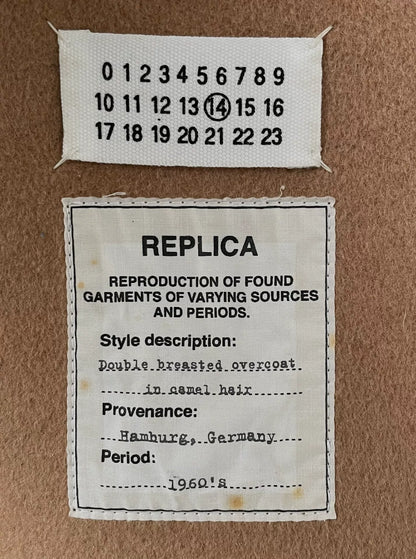 0 1 2 3 4 5 6 7 8 9
10 11 12 13 14 15 16
17 18 19 20 21 22 23
REPLICA
REPRODUCTION OF FOUND
GARMENTS OF VARYING SOURCES
AND PERIODS.
Style description:
Double breasted overcoat
in camel hair
Provenance:
Hamburg, Germany
Period:
1960's